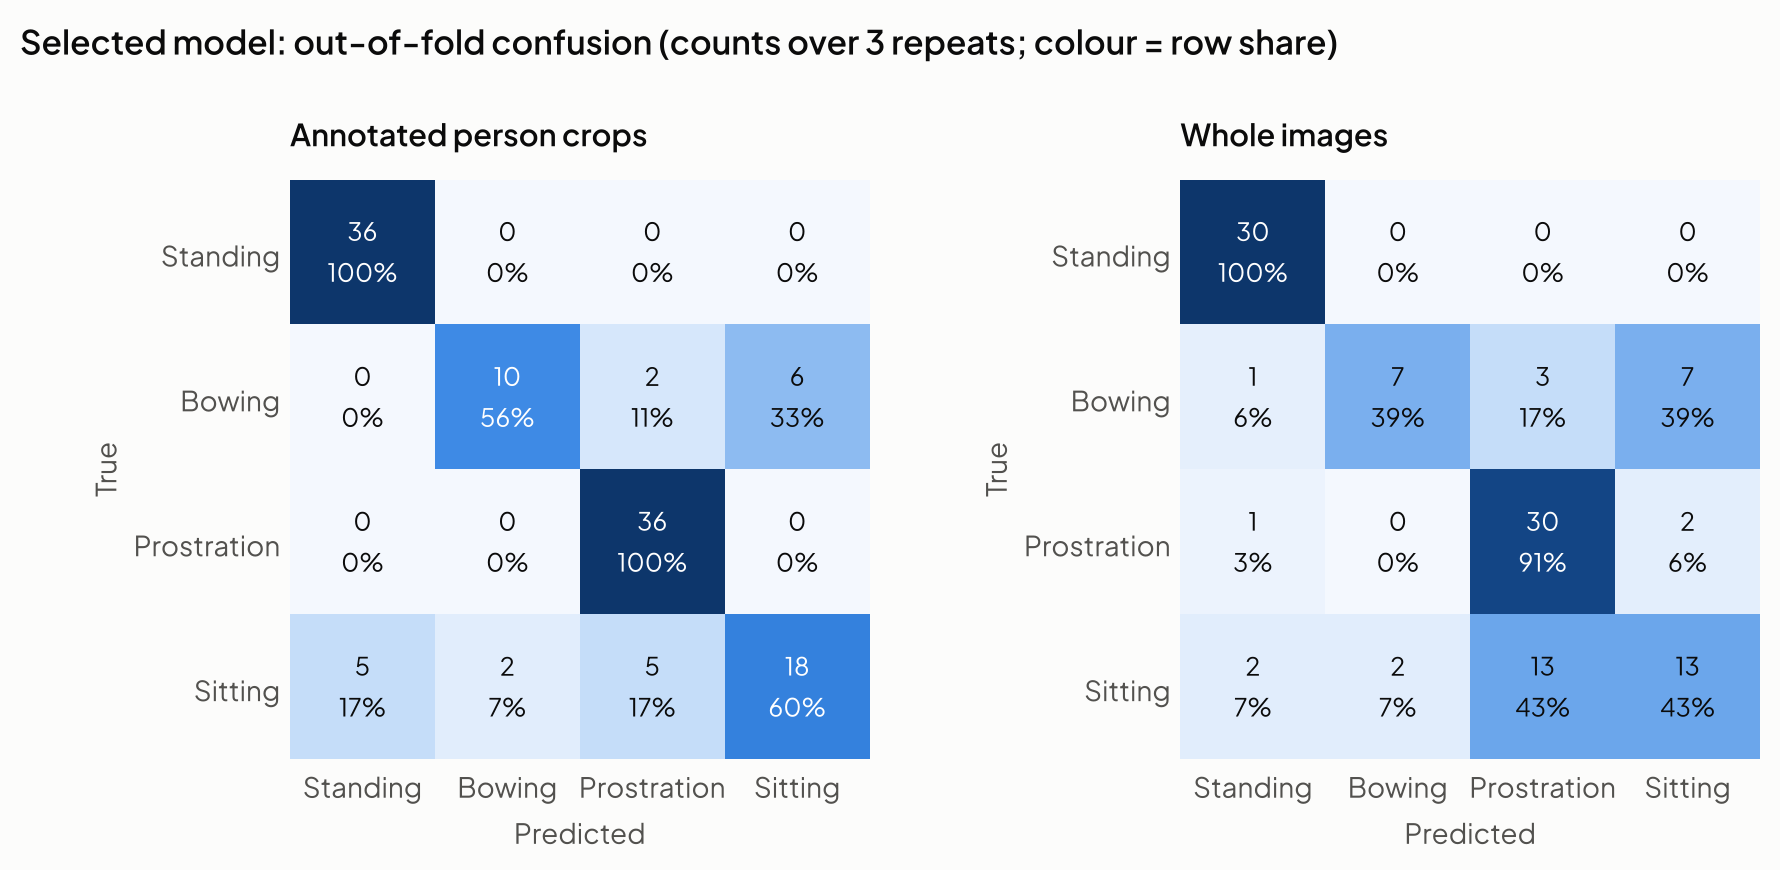 Selected model: out-of-fold confusion (counts over 3 repeats; colour = row share)
Annotated person crops
True
Standing
36 0 0 0
100% 0% 0% 0%
Bowing
0 10 2 6
0% 56% 11% 33%
Prostration
0 0 36 0
0% 0% 100% 0%
Sitting
5 2 5 18
17% 7% 17% 60%
Standing Bowing Prostration Sitting
Predicted
Whole images
True
Standing
30 0 0 0
100% 0% 0% 0%
Bowing
1 7 3 7
6% 39% 17% 39%
Prostration
1 0 30 2
3% 0% 91% 6%
Sitting
2 2 13 13
7% 7% 43% 43%
Standing Bowing Prostration Sitting
Predicted